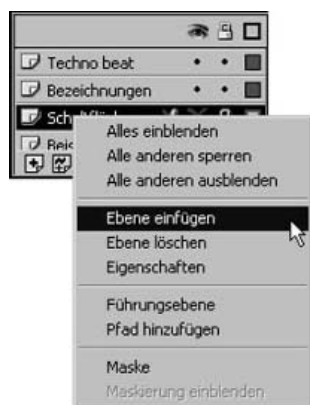 Techno beat
Bezeichnungen
Alles einblenden
Alle anderen sperren
Alle anderen ausblenden
Ebene einfügen
Ebene löschen
Eigenschaften
Führungsebene
Pfad hinzufügen
Maske
Maskierung einblenden